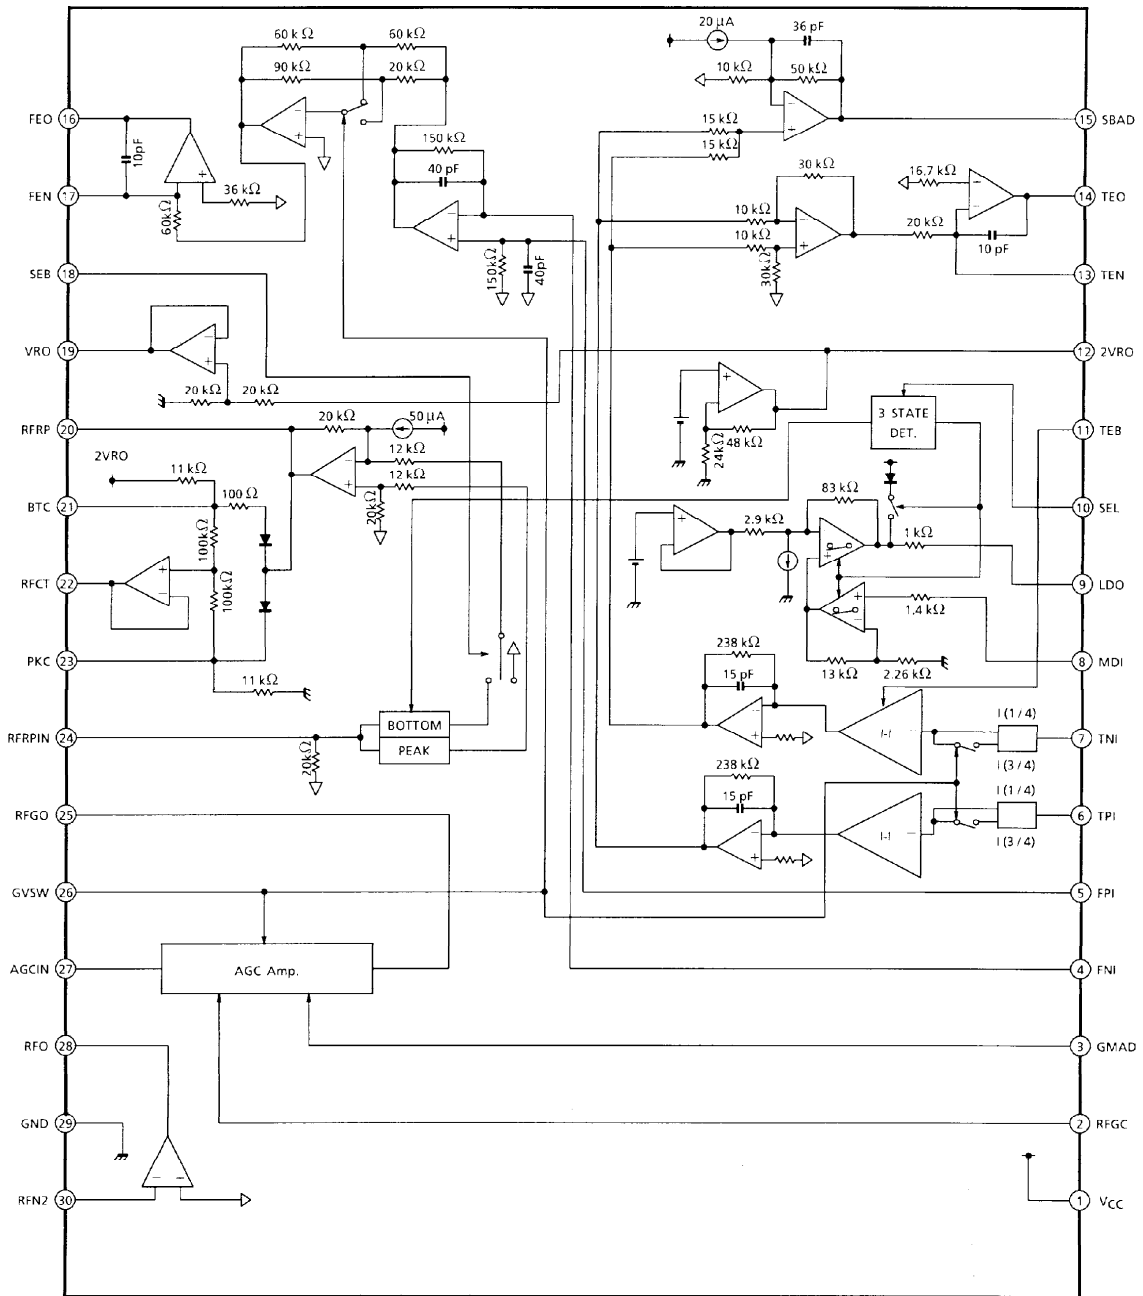 20 μA
36 pF
60 kΩ
60 kΩ
10 kΩ
50 kΩ
90 kΩ
20 kΩ
FEO 16
10pF
15 kΩ
15 kΩ
15 SBAD
150 kΩ
40 pF
30 kΩ
16.7 kΩ
FEN 17
36 kΩ
60kΩ
14 TEO
10 kΩ
10 kΩ
20 kΩ
10 pF
SEB 18
150kΩ
40pF
30kΩ
13 TEN
VRO 19
12 2VRO
20 kΩ
20 kΩ
3 STATE
DET.
RFRP 20
20 kΩ
50 μA
48 kΩ
24kΩ
11 TEB
2VRO
11 kΩ
12 kΩ
12 kΩ
100 Ω
20kΩ
83 kΩ
BTC 21
10 SEL
2.9 kΩ
1 kΩ
100kΩ
RFCT 22
100kΩ
9 LDO
1.4 kΩ
PKC 23
238 kΩ
13 kΩ
2.26 kΩ
8 MDI
11 kΩ
15 pF
BOTTOM
PEAK
I (1/4)
RFRPIN 24
20kΩ
I-I
7 TNI
238 kΩ
I (3/4)
I (1/4)
15 pF
RFGO 25
6 TPI
I-I
I (3/4)
GVSW 26
5 FPI
AGCIN 27
AGC Amp.
4 FNI
RFO 28
3 GMAD
GND 29
2 RFGC
RFN2 30
1 VCC